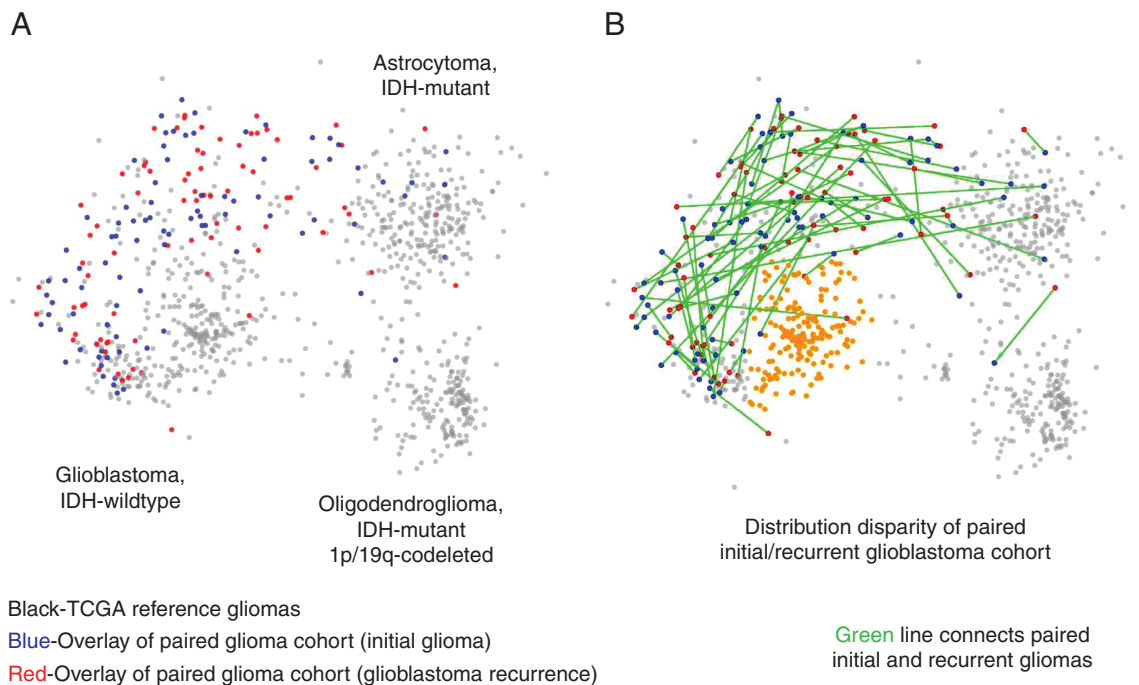 A
B
Astrocytoma,
IDH-mutant
Glioblastoma,
IDH-wildtype
Oligodendroglioma,
IDH-mutant
1p/19q-codeleted
Distribution disparity of paired
initial/recurrent glioblastoma cohort
Black-TCGA reference gliomas
Blue-Overlay of paired glioma cohort (initial glioma)
Red-Overlay of paired glioma cohort (glioblastoma recurrence)
Green line connects paired
initial and recurrent gliomas